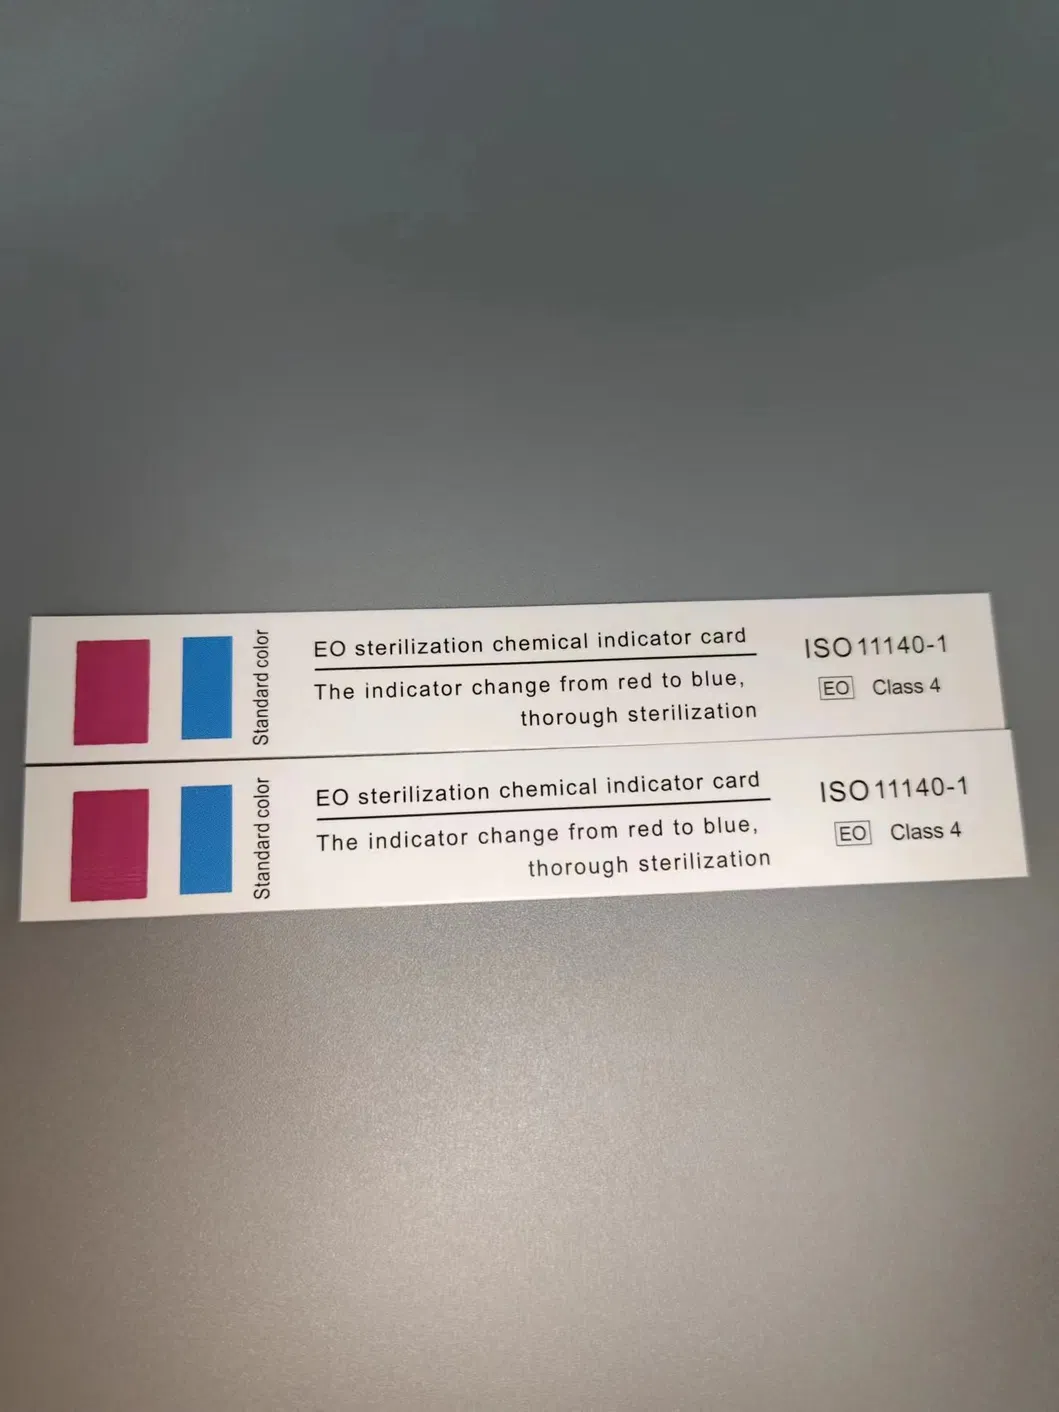 Standard color
EO sterilization chemical indicator card
The indicator change from red to blue,
thorough sterilization
ISO 11140-1
EO Class 4
Standard color
EO sterilization chemical indicator card
The indicator change from red to blue,
thorough sterilization
ISO 11140-1
EO Class 4